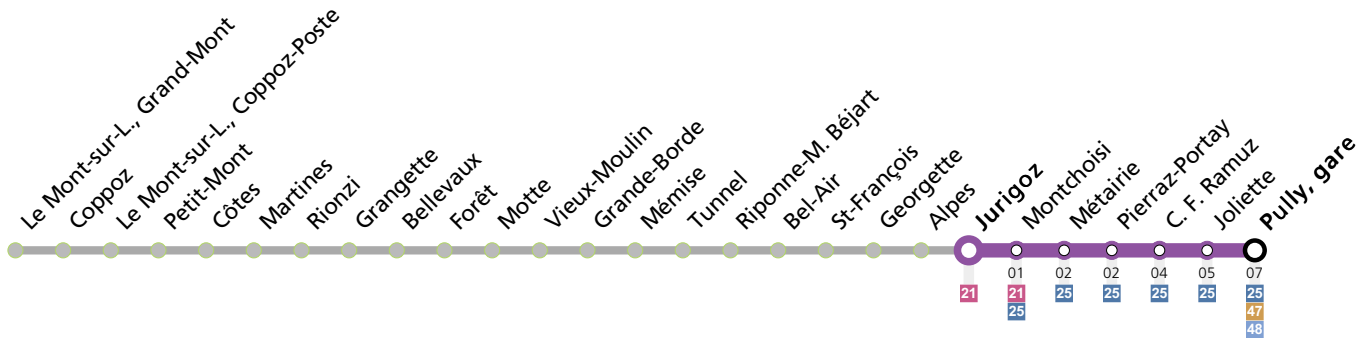 Le Mont-sur-L., Grand-Mont
Coppoz
Le Mont-sur-L., Coppoz-Poste
Petit-Mont
Côtes
Martines
Rionzi
Grangette
Bellevaux
Forêt
Motte
Vieux-Moulin
Grande-Borde
Mémise
Tunnel
Riponne-M. Béjart
Bel-Air
St-François
Georgette
Alpes
Jurigoz
Montchoisi
Métairie
Pierraz-Portay
C. F. Ramuz
Joliette
Pully, gare
01 02 02 04 05 07
21 21 25 25 25 25 25
25 47
48